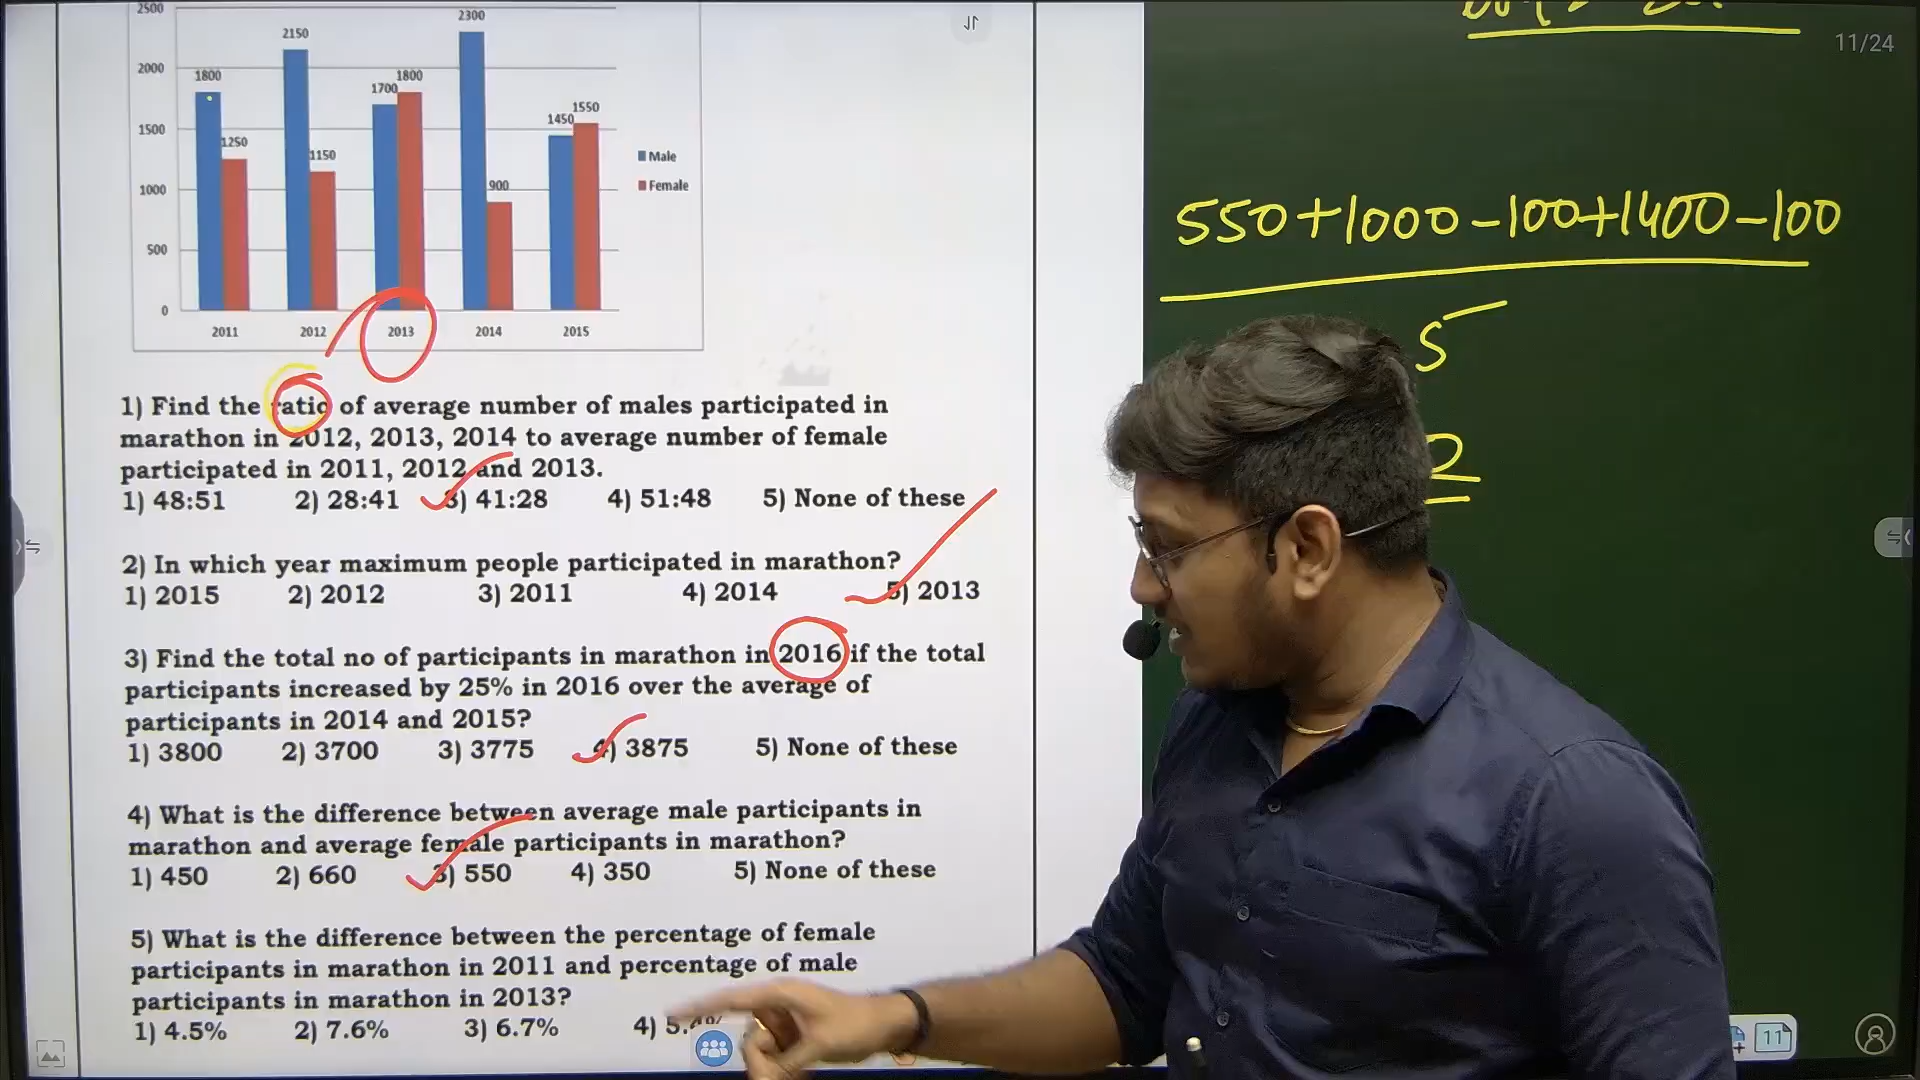 2500
2300
2150
2000
1800
1800
1700
1550
1500
1450
1250
1150
1000
900
500
0
2011 2012 2013 2014 2015
Male
Female
1) Find the ratio of average number of males participated in
marathon in 2012, 2013, 2014 to average number of female
participated in 2011, 2012 and 2013.
1) 48:51 2) 28:41 3) 41:28 4) 51:48 5) None of these
2) In which year maximum people participated in marathon?
1) 2015 2) 2012 3) 2011 4) 2014 5) 2013
3) Find the total no of participants in marathon in 2016 if the total
participants increased by 25% in 2016 over the average of
participants in 2014 and 2015?
1) 3800 2) 3700 3) 3775 4) 3875 5) None of these
4) What is the difference between average male participants in
marathon and average female participants in marathon?
1) 450 2) 660 3) 550 4) 350 5) None of these
5) What is the difference between the percentage of female
participants in marathon in 2011 and percentage of male
participants in marathon in 2013?
1) 4.5% 2) 7.6% 3) 6.7% 4)
11/24
550+1000-100+1400-100
5
11